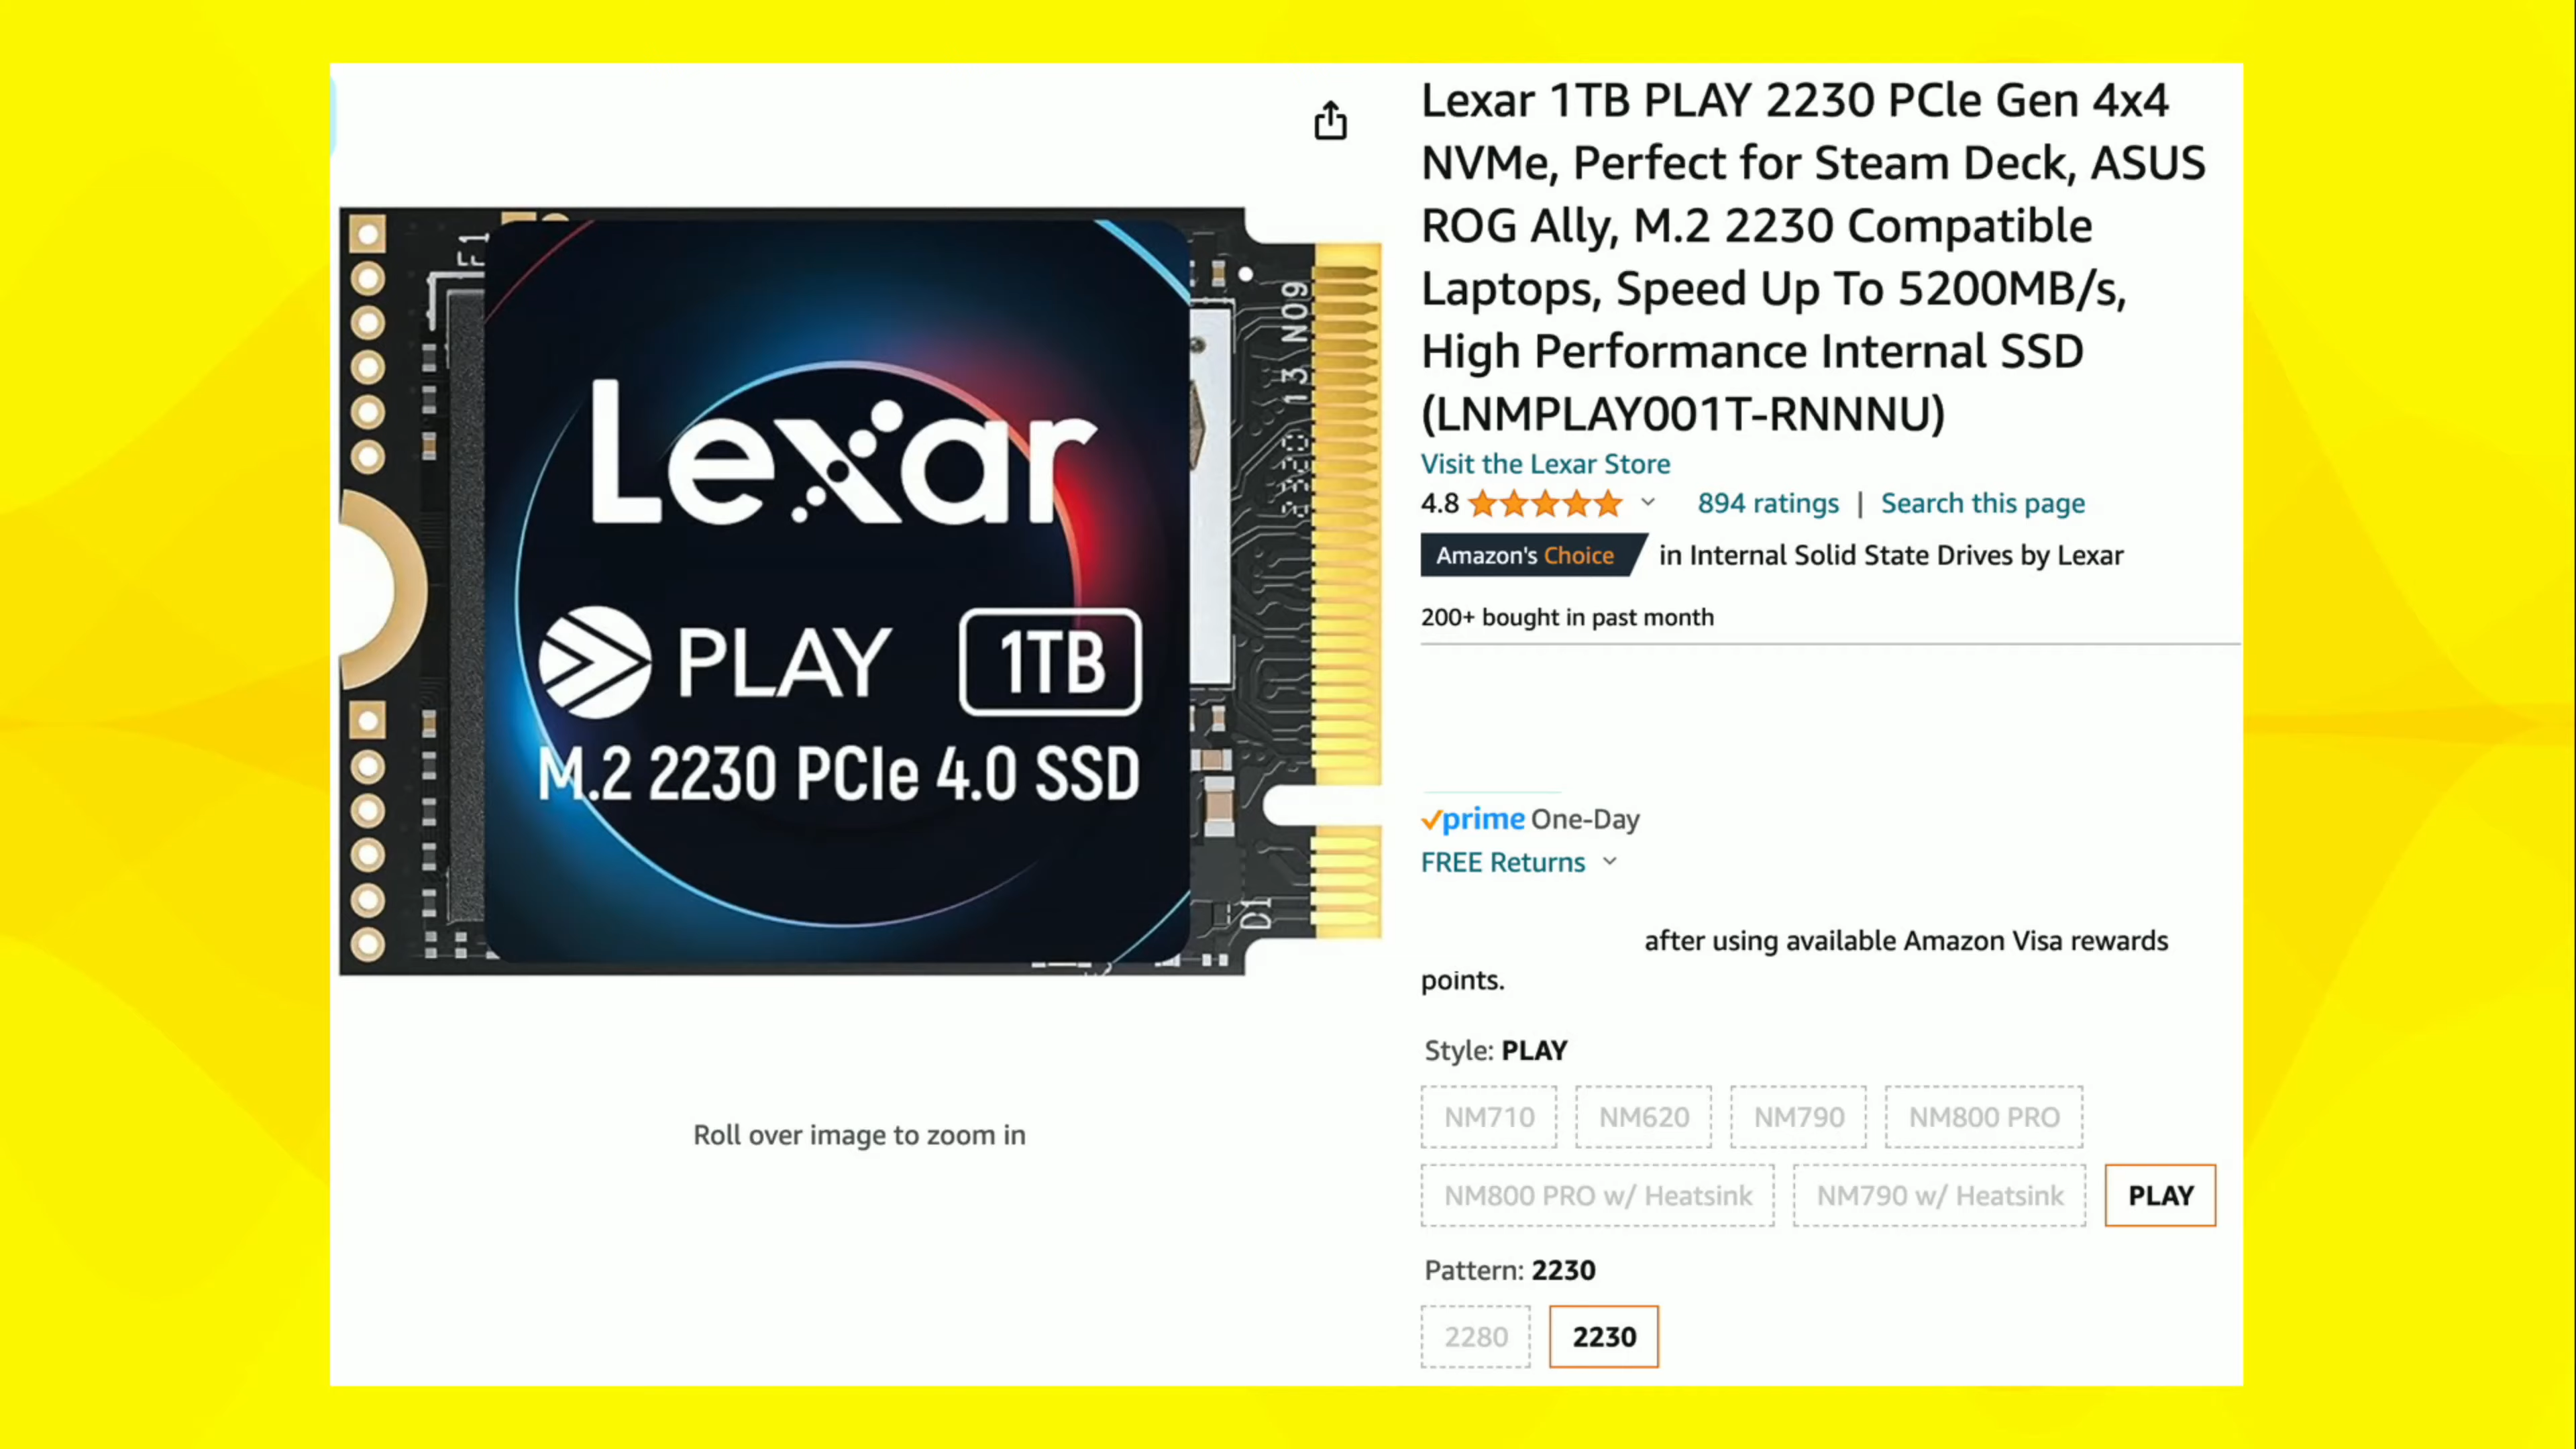 Lexar 1TB PLAY 2230 PCle Gen 4x4
NVMe, Perfect for Steam Deck, ASUS
ROG Ally, M.2 2230 Compatible
Laptops, Speed Up To 5200MB/s,
High Performance Internal SSD
(LNMPLAY001T-RNNNU)
Visit the Lexar Store
4.8 894 ratings | Search this page
Amazon's Choice in Internal Solid State Drives by Lexar
200+ bought in past month
prime One-Day
FREE Returns
after using available Amazon Visa rewards
points.
Style: PLAY
NM710 NM620 NM790 NM800 PRO
NM800 PRO w/ Heatsink NM790 w/ Heatsink PLAY
Pattern: 2230
2280 2230
Lexar
PLAY 1TB
M.2 2230 PCIe 4.0 SSD
13 N09
D1
Roll over image to zoom in